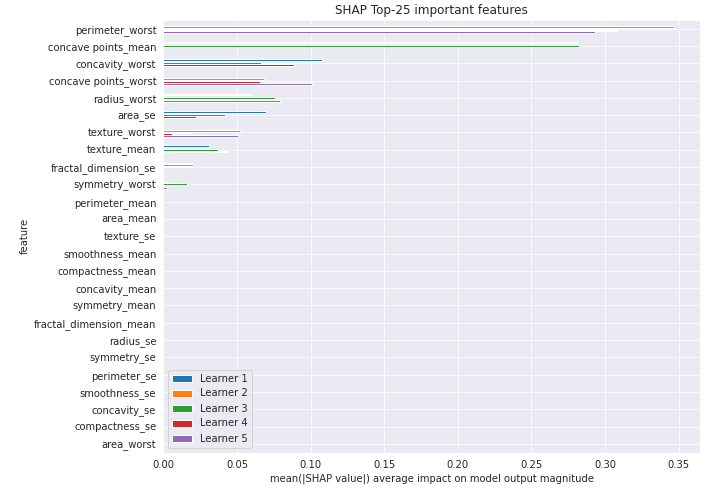 SHAP Top-25 important features
perimeter_worst
concave points_mean
concavity_worst
concave points_worst
radius_worst
area_se
texture_worst
texture_mean
fractal_dimension_se
symmetry_worst
perimeter_mean
area_mean
texture_se
smoothness_mean
compactness_mean
concavity_mean
symmetry_mean
fractal_dimension_mean
radius_se
symmetry_se
perimeter_se
smoothness_se
concavity_se
compactness_se
area_worst
feature
Learner 1
Learner 2
Learner 3
Learner 4
Learner 5
0.00 0.05 0.10 0.15 0.20 0.25 0.30 0.35
mean(|SHAP value|) average impact on model output magnitude